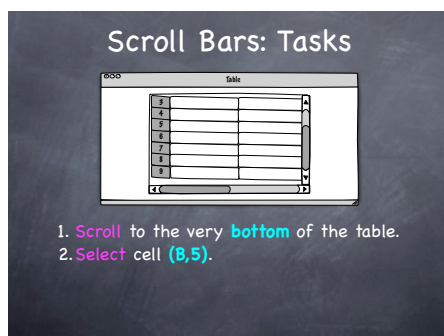 Scroll Bars: Tasks
Table
3
4
5
6
7
8
9
1. Scroll to the very bottom of the table.
2. Select cell (B,5).